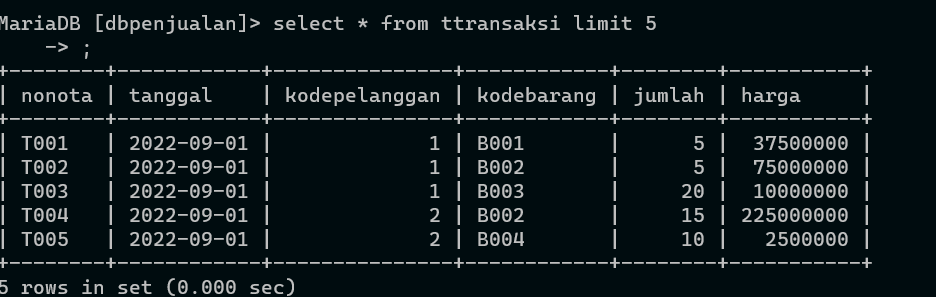 MariaDB [dbpenjualan]> select * from ttransaksi limit 5
    -> ;
+--------+------------+---------------+------------+--------+-----------+
| nonota | tanggal    | kodepelanggan | kodebarang | jumlah | harga     |
+--------+------------+---------------+------------+--------+-----------+
| T001   | 2022-09-01 |             1 | B001       |      5 |  37500000 |
| T002   | 2022-09-01 |             1 | B002       |      5 |  75000000 |
| T003   | 2022-09-01 |             1 | B003       |     20 |  10000000 |
| T004   | 2022-09-01 |             2 | B002       |     15 | 225000000 |
| T005   | 2022-09-01 |             2 | B004       |     10 |   2500000 |
+--------+------------+---------------+------------+--------+-----------+
5 rows in set (0.000 sec)